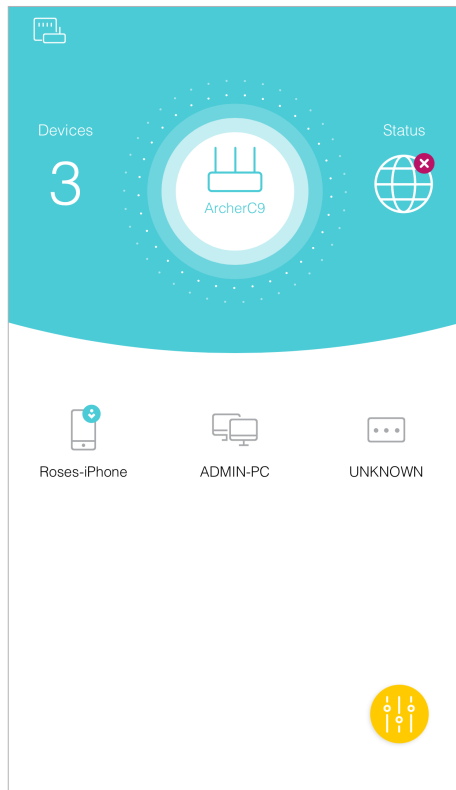 Devices
Status
3
ArcherC9
Roses-iPhone
ADMIN-PC
UNKNOWN